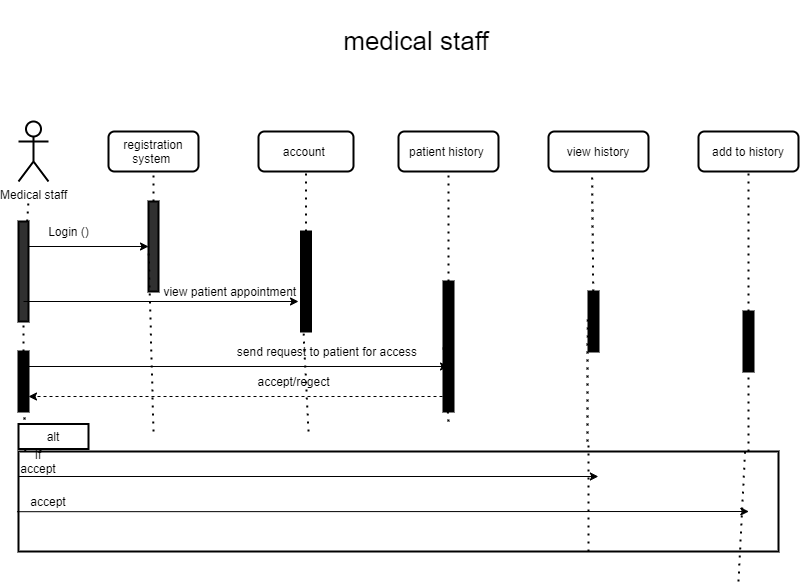 medical staff
registration
system
account
patient history
view history
add to history
Medical staff
Login ()
view patient appointment
send request to patient for access
accept/regect
alt
If
accept
accept